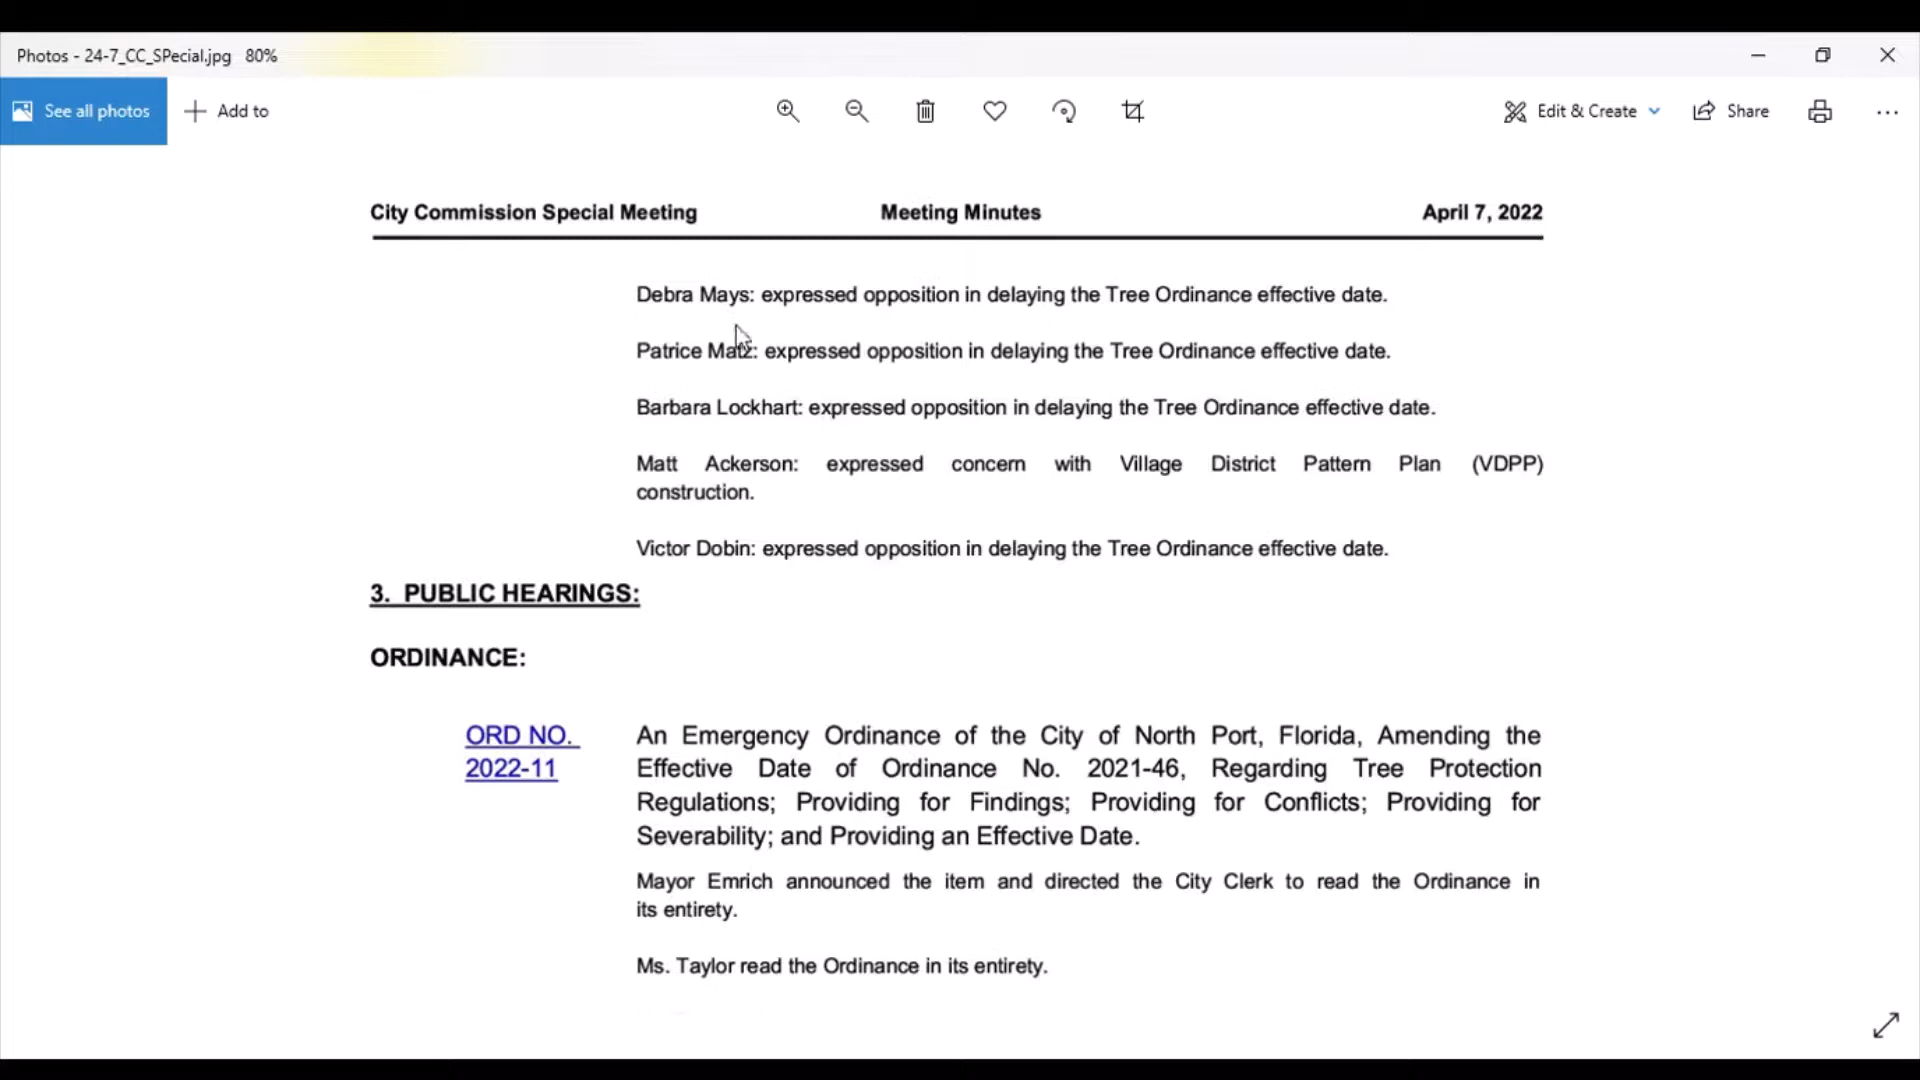 Photos - 24-7_CC_SPecial.jpg 80%
See all photos
Add to
Edit & Create
Share
City Commission Special Meeting Meeting Minutes April 7, 2022
Debra Mays: expressed opposition in delaying the Tree Ordinance effective date.
Patrice Matz: expressed opposition in delaying the Tree Ordinance effective date.
Barbara Lockhart: expressed opposition in delaying the Tree Ordinance effective date.
Matt Ackerson: expressed concern with Village District Pattern Plan (VDPP)
construction.
Victor Dobin: expressed opposition in delaying the Tree Ordinance effective date.
3. PUBLIC HEARINGS:
ORDINANCE:
ORD NO.
2022-11
An Emergency Ordinance of the City of North Port, Florida, Amending the
Effective Date of Ordinance No. 2021-46, Regarding Tree Protection
Regulations; Providing for Findings; Providing for Conflicts; Providing for
Severability; and Providing an Effective Date.
Mayor Emrich announced the item and directed the City Clerk to read the Ordinance in
its entirety.
Ms. Taylor read the Ordinance in its entirety.